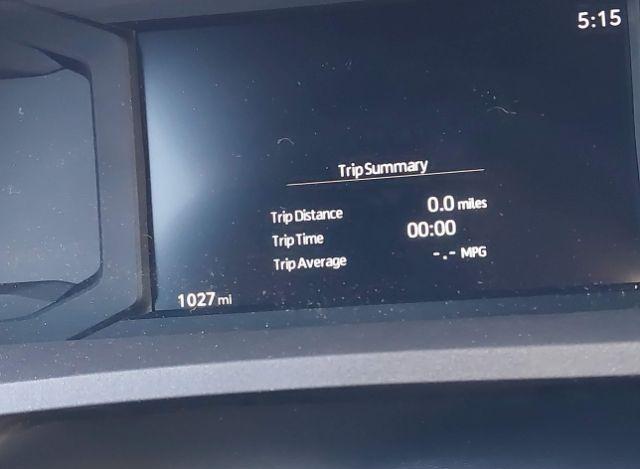 5:15
Trip Summary
Trip Distance 0.0 miles
Trip Time 00:00
Trip Average -.- MPG
1027 mi